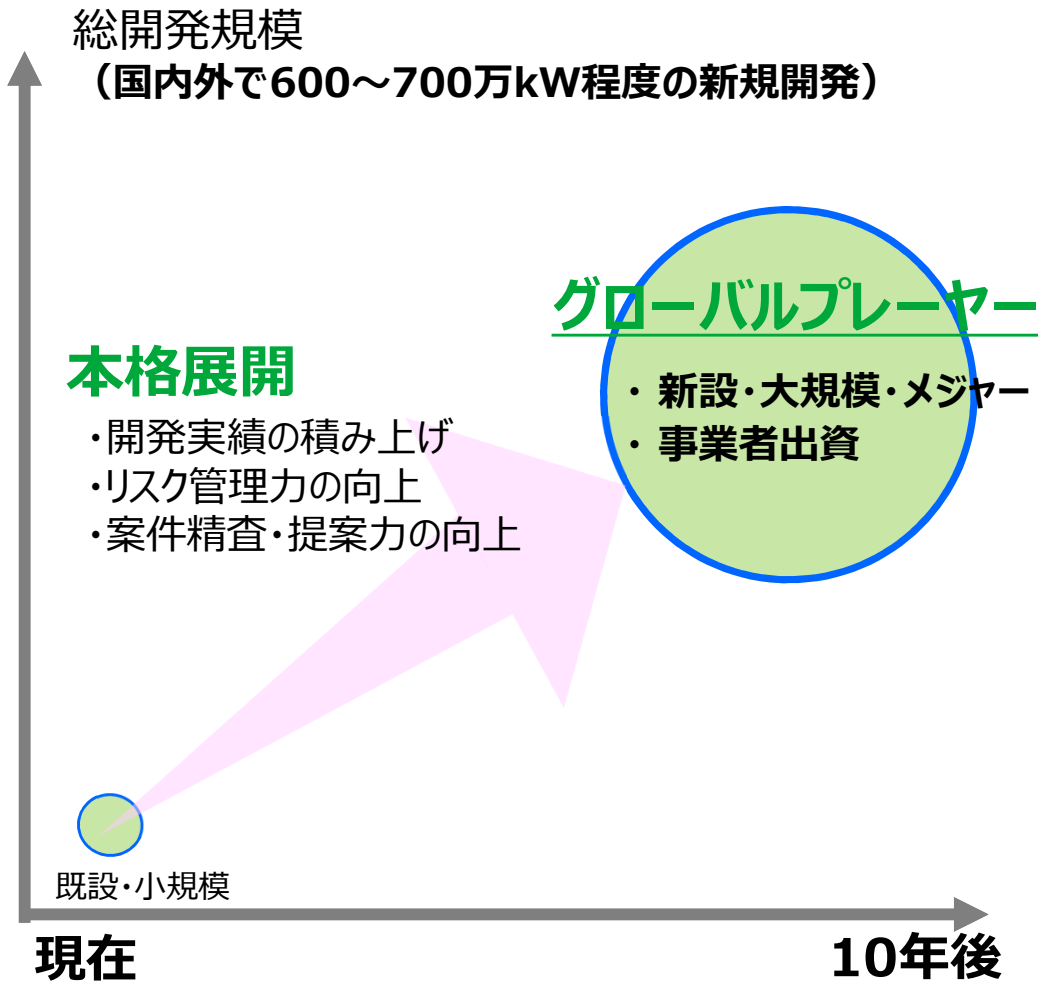 総開発規模
（国内外で600～700万kW程度の新規開発）
グローバルプレーヤー
・ 新設・大規模・メジャー
・ 事業者出資
本格展開
・開発実績の積み上げ
・リスク管理力の向上
・案件精査・提案力の向上
既設・小規模
現在
10年後